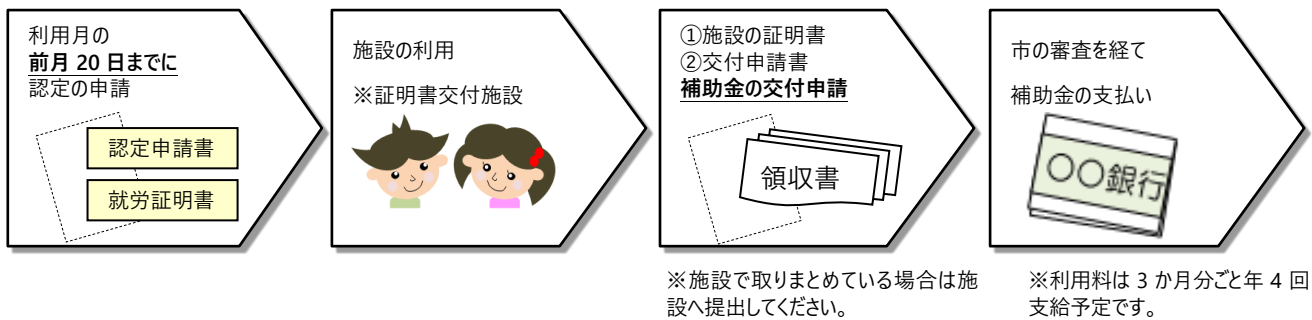 利用月の
前月 20 日までに
認定の申請
認定申請書
就労証明書
施設の利用
※証明書交付施設
①施設の証明書
②交付申請書
補助金の交付申請
領収書
※施設で取りまとめている場合は施
設へ提出してください。
市の審査を経て
補助金の支払い
〇〇銀行
※利用料は 3 か月分ごと年 4 回
支給予定です。